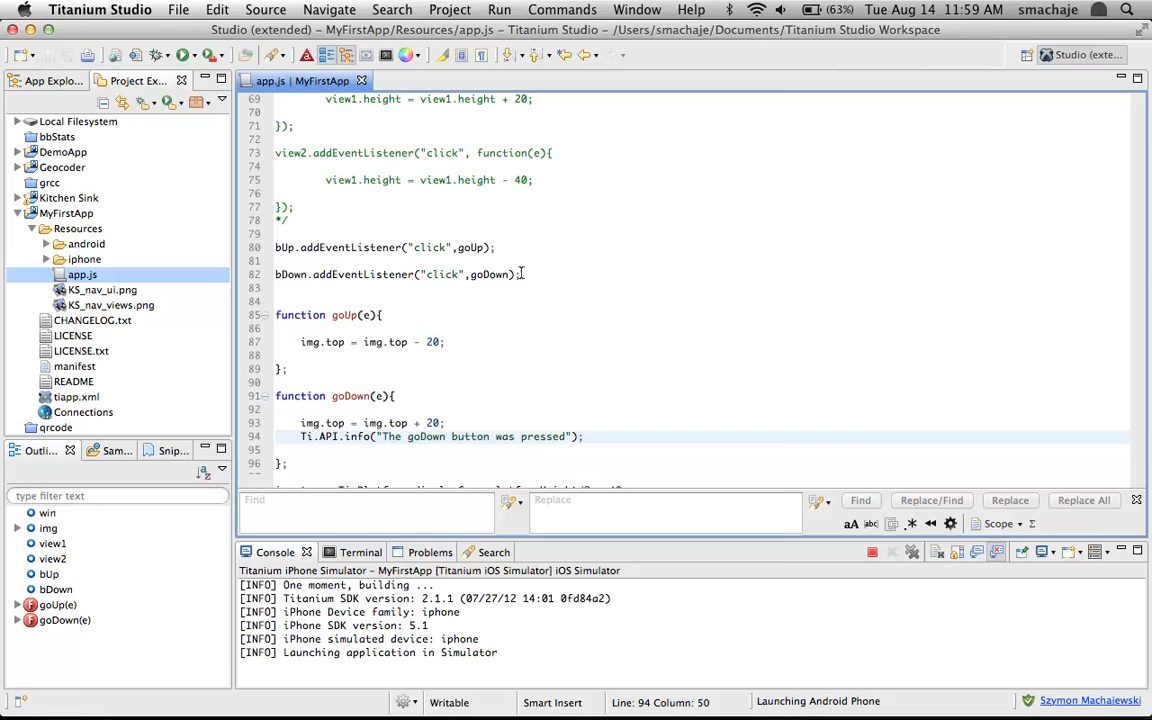 Titanium Studio File Edit Source Navigate Search Project Run Commands Window Help (63%) Tue Aug 14 11:59 AM smachaje
Studio (extended) - MyFirstApp/Resources/app.js - Titanium Studio - /Users/smachaje/Documents/Titanium Studio Workspace
Studio (exte...
App Explo... Project Ex...
Local Filesystem
bbStats
DemoApp
Geocoder
grcc
Kitchen Sink
MyFirstApp
Resources
android
iphone
app.js
KS_nav_ui.png
KS_nav_views.png
CHANGELOG.txt
LICENSE
LICENSE.txt
manifest
README
tiapp.xml
Connections
qrcode
Outli... Sam... Snip...
type filter text
win
img
view1
view2
bUp
bDown
goUp(e)
goDown(e)
app.js | MyFirstApp
69 view1.height = view1.height + 20;
70
71 });
72
73 view2.addEventListener("click", function(e){
74
75 view1.height = view1.height - 40;
76
77 });
78 */
79
80 bUp.addEventListener("click",goUp);
81
82 bDown.addEventListener("click",goDown);
83
84
85 function goUp(e){
86
87 img.top = img.top - 20;
88
89 };
90
91 function goDown(e){
92
93 img.top = img.top + 20;
94 Ti.API.info("The goDown button was pressed");
95
96 };
Find Replace Find Replace/Find Replace Replace All
aA abc .* Scope Σ
Console Terminal Problems Search
Titanium iPhone Simulator - MyFirstApp [Titanium iOS Simulator] iOS Simulator
[INFO] One moment, building ...
[INFO] Titanium SDK version: 2.1.1 (07/27/12 14:01 0fd84a2)
[INFO] iPhone Device family: iphone
[INFO] iPhone SDK version: 5.1
[INFO] iPhone simulated device: iphone
[INFO] Launching application in Simulator
Writable Smart Insert Line: 94 Column: 50 Launching Android Phone Szymon Machajewski